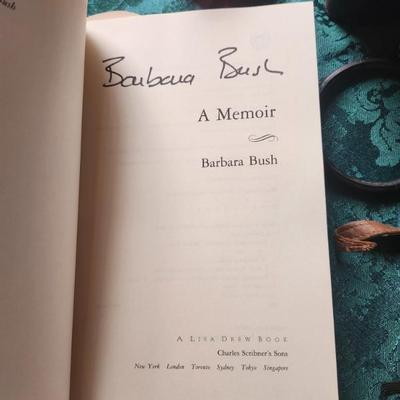 Barbara Bush
A Memoir
Barbara Bush
A LISA DREW BOOK
Charles Scribner's Sons
New York London Toronto Sydney Tokyo Singapore